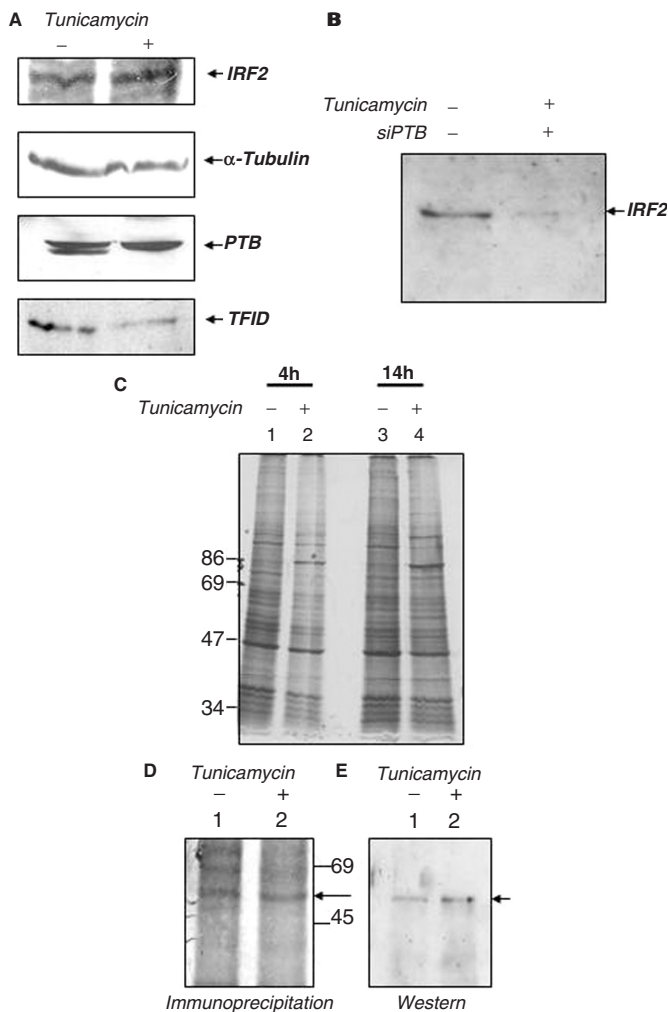 A
Tunicamycin
– +
IRF2
α-Tubulin
PTB
TFID
B
Tunicamycin – +
siPTB – +
IRF2
C
4h 14h
Tunicamycin – + – +
1 2 3 4
86
69
47
34
D
Tunicamycin
– +
1 2
69
45
Immunoprecipitation
E
Tunicamycin
– +
1 2
Western